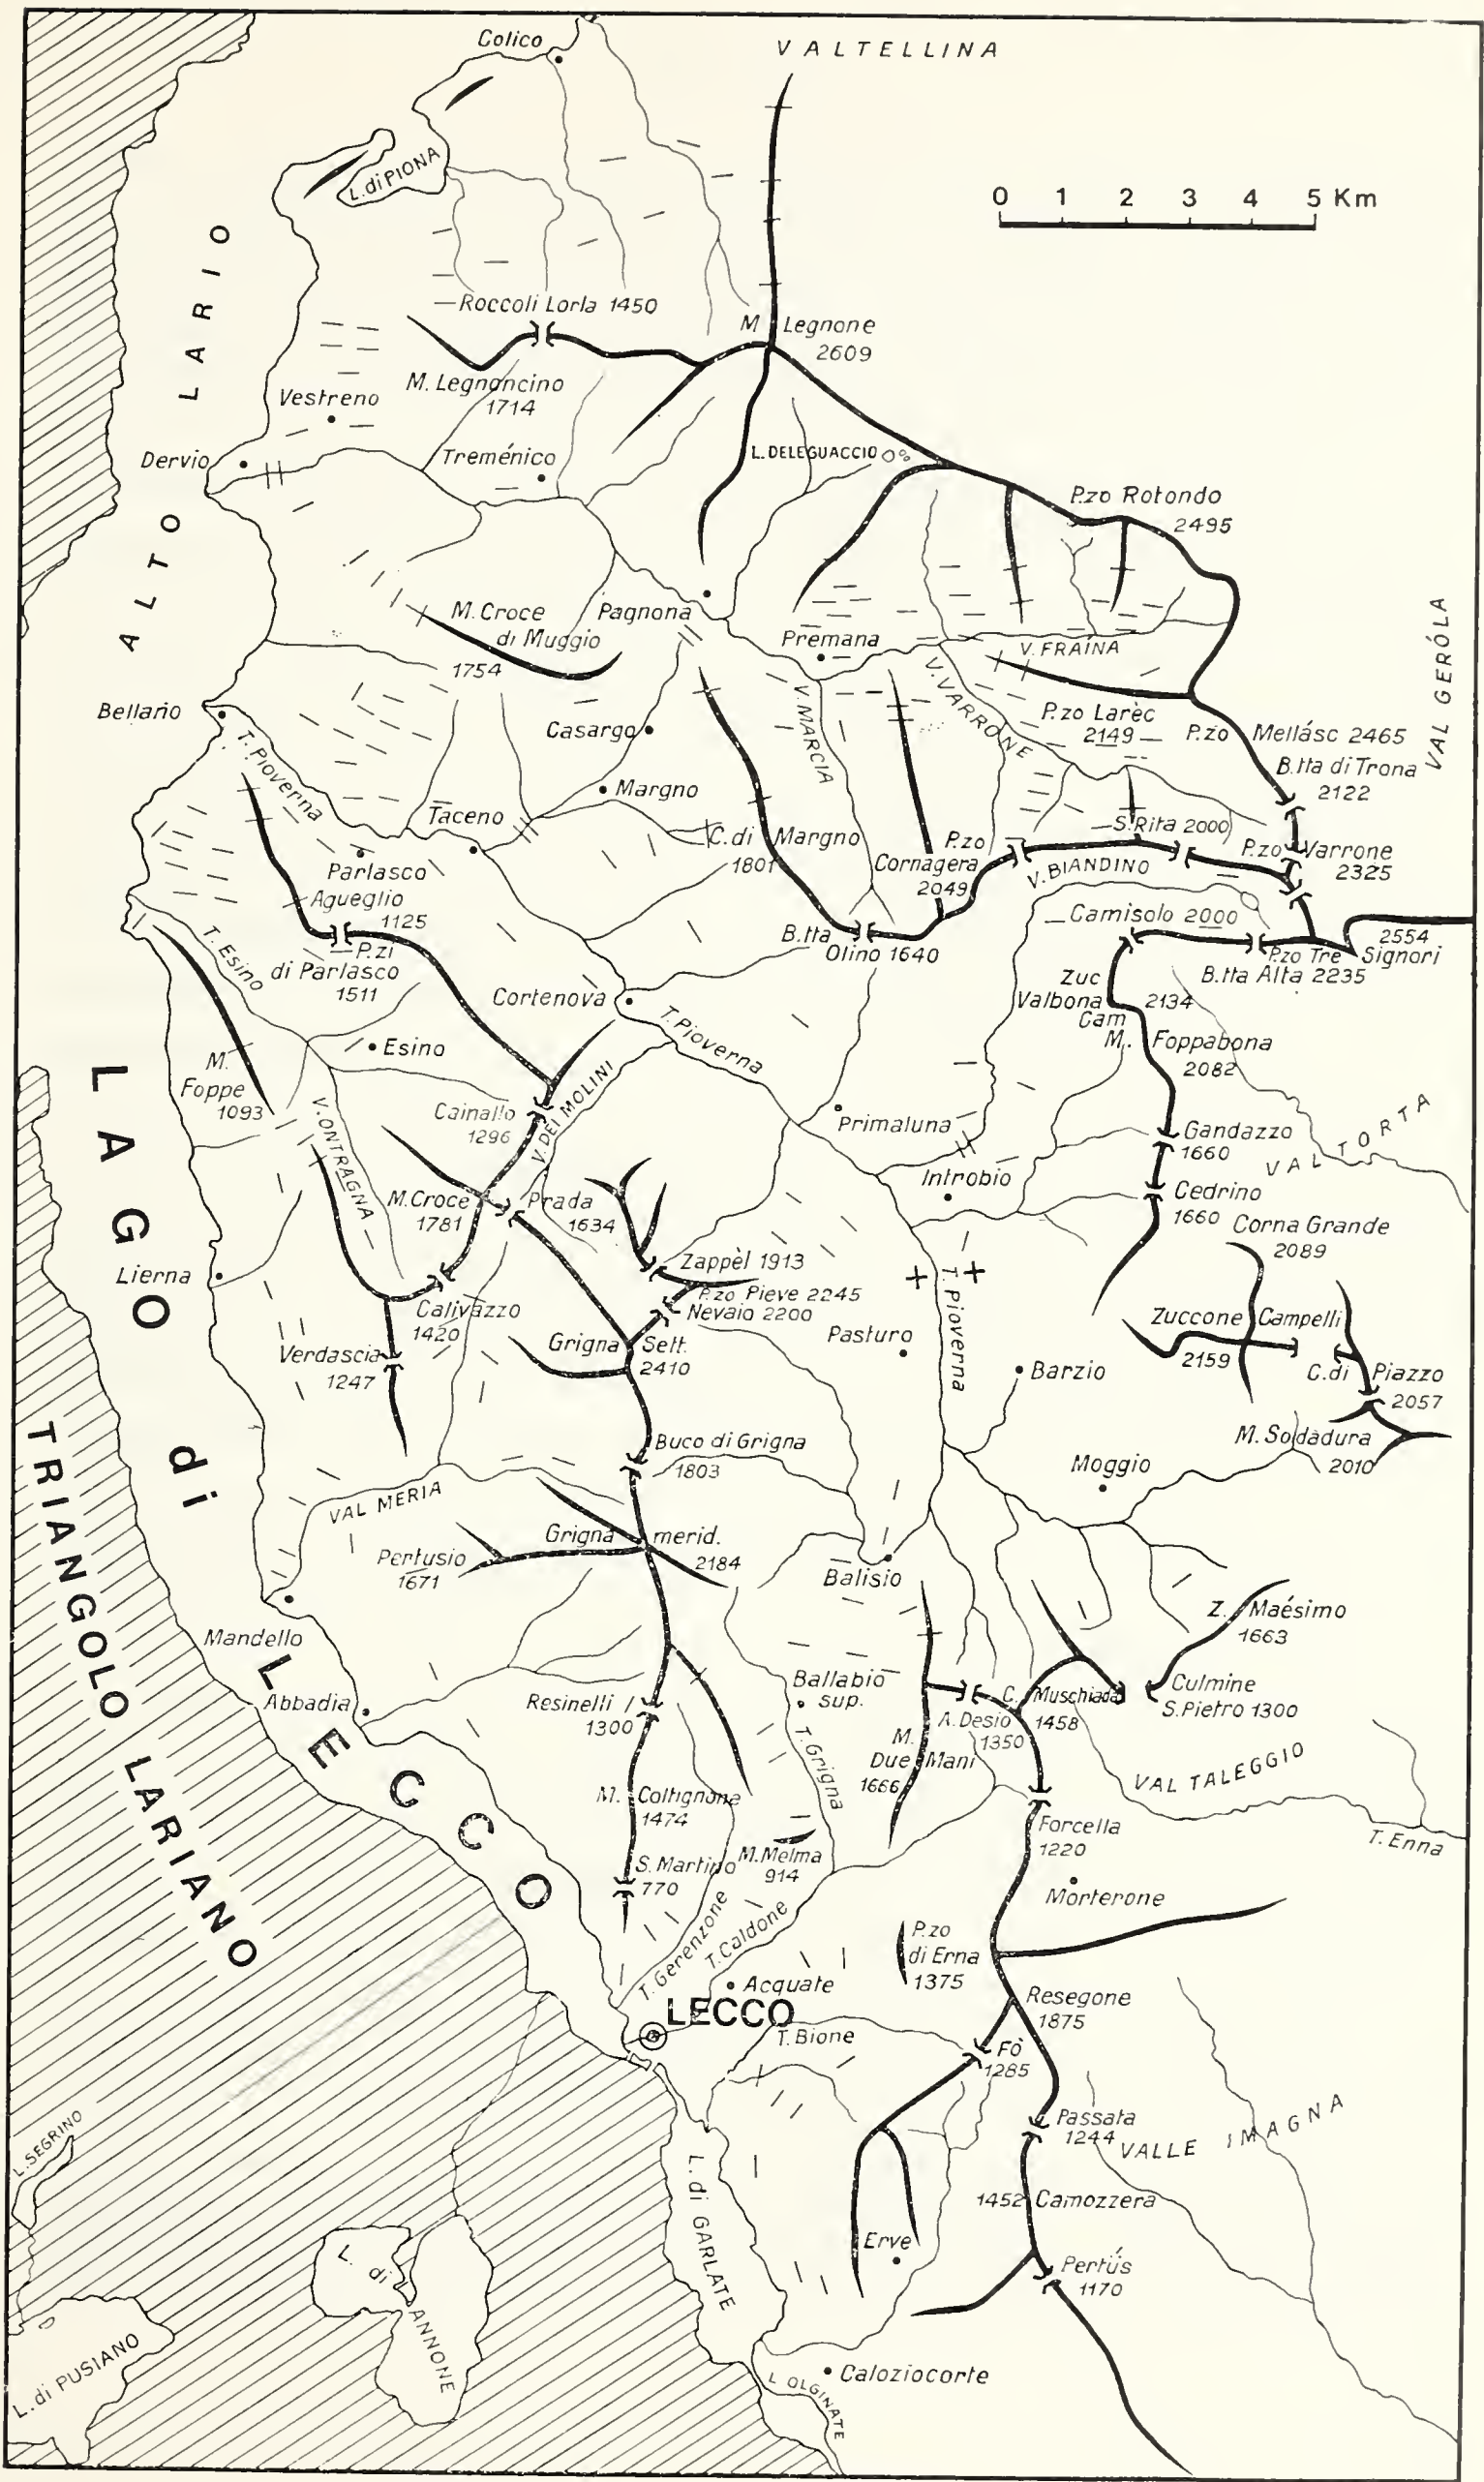 Colico
VALTELLINA
L. di PIONA
0 1 2 3 4 5 Km
ALTO LARIO
Roccoli Lorla 1450
M Legnone
2609
M. Legnoncino
1714
Vestreno
Dervio
Treménico
L. DELEGUACCIO
P.zo Rotondo
2495
M. Croce
di Muggio
1754
Pagnona
Premana
V. FRAINA
VAL GERÓLA
V. VARRONE
V. MARCIA
Bellano
Casargo
P.zo Larèc
2149
P.zo Mellásc 2465
B.tta di Trona
2122
T. Pioverna
Margno
Taceno
C. di Margno
1801
P.zo
Cornagera
2049
S. Rita 2000
P.zo Varrone
2325
V. BIANDINO
Parlasco
Agueglio
1125
P.zi
di Parlasco
1511
B.tta
Olino 1640
Camisolo 2000
2554
P.zo Tre Signori
B.tta Alta 2235
T. Esino
Cortenova
T. Pioverna
Zuc
Valbona
2134
Cam
M. Foppabona
2082
Esino
M.
Foppe
1093
V. ONTRAGNA
Cainallo
1296
V. DEI MOLINI
Primaluna
Gandazzo
1660
VAL TORTA
Introbio
Cedrino
1660
M. Croce
1781
Prada
1634
Corna Grande
2089
Lierna
Zappèl 1913
P.zo Pieve 2245
Nevaio 2200
T. Pioverna
Calivazzo
1420
Grigna Sett.
2410
Pasturo
Zuccone Campelli
2159
Verdascia
1247
Barzio
C. di Piazzo
2057
Buco di Grigna
1803
M. Sodadura
2010
Moggio
VAL MERIA
Grigna merid.
2184
Pertusio
1671
Balisio
Z. Maésimo
1663
Mandello
Abbadia
Resinelli
1300
Ballabio
sup.
C. Muschiada
1458
Culmine
S. Pietro 1300
A. Desio
1350
M.
Due Mani
1666
T. Grigna
VAL TALEGGIO
M. Coltignone
1474
Forcella
1220
T. Enna
S. Martino
770
M. Melma
914
Morterone
T. Gerenzone
T. Caldone
P.zo
di Erna
1375
Acquate
LECCO
Resegone
1875
T. Bione
Fò
1285
Passata
1244
VALLE IMAGNA
1452 Camozzera
Erve
Pertüs
1170
LAGO di LECCO
TRIANGOLO LARIANO
L. SEGRINO
L. di PUSIANO
L. di ANNONE
L. di GARLATE
L OLGINATE
Caloziocorte